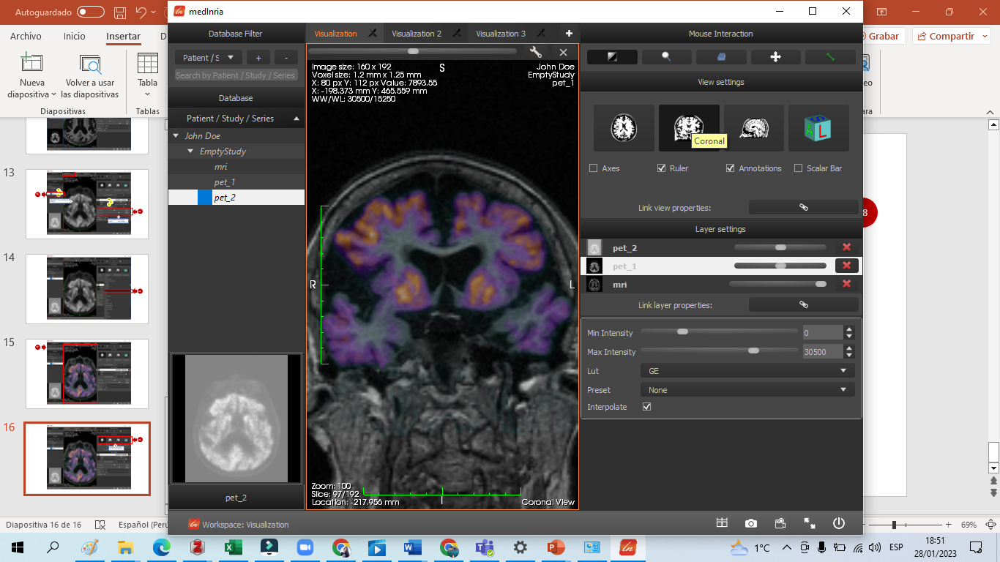 Autoguardado
medInria
Archivo
Inicio
Insertar
Grabar
Compartir
Nueva
diapositiva
Volver a usar
las diapositivas
Tabla
Diapositivas
Tablas
Database Filter
Patient / S
+
-
Search by Patient / Study / Series
Database
Patient / Study / Series
John Doe
EmptyStudy
mri
pet_1
pet_2
pet_2
Visualization
Visualization 2
Visualization 3
Image size: 160 x 192
Voxel size: 1.2 mm x 1.25 mm
X: 80 px Y: 112 px Value: 7893.55
X: -198.373 mm Y: 465.559 mm
WW/WL: 30500/15250
S
John Doe
EmptyStudy
pet_1
R
L
Zoom: 100
Slice: 97/192
Location: -217.956 mm
I
Coronal View
Mouse Interaction
View settings
Coronal
S
A
L
Axes
Ruler
Annotations
Scalar Bar
Link view properties:
Layer settings
pet_2
pet_1
mri
Link layer properties:
Min Intensity
0
Max Intensity
30500
Lut
GE
Preset
None
Interpolate
8
13
14
15
16
Workspace: Visualization
Diapositiva 16 de 16
Español (Perú
69%
1°C
ESP
18:51
28/01/2023